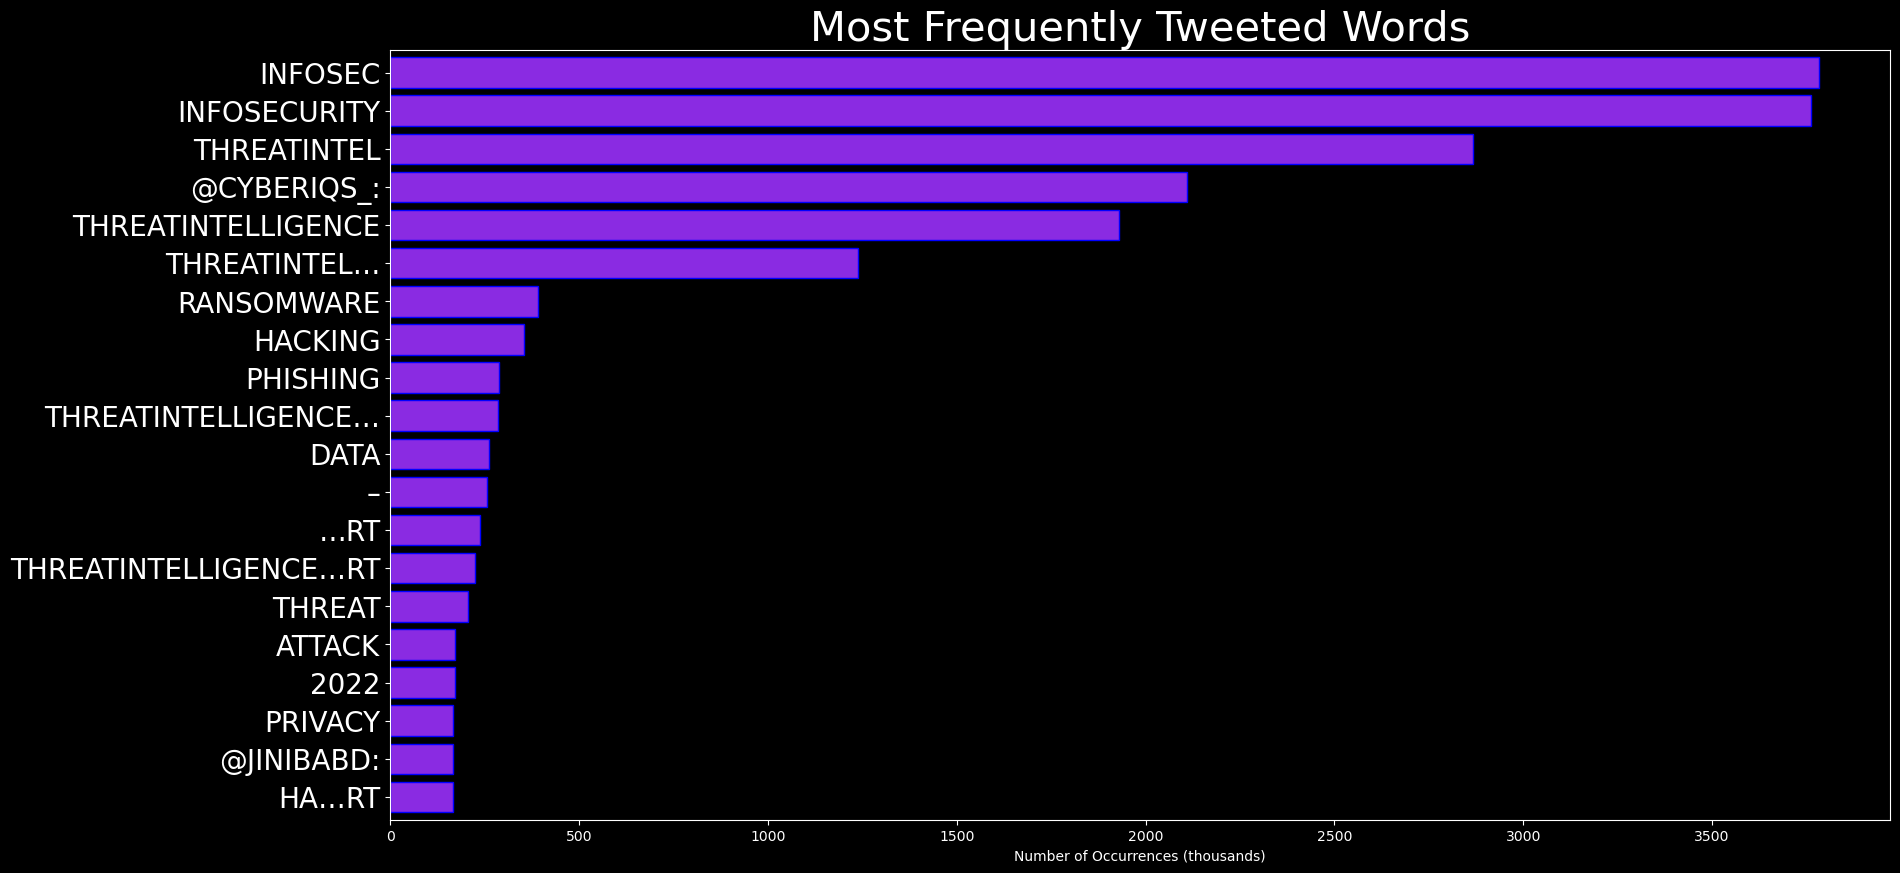 Most Frequently Tweeted Words
INFOSEC
INFOSECURITY
THREATINTEL
@CYBERIQS_:
THREATINTELLIGENCE
THREATINTEL…
RANSOMWARE
HACKING
PHISHING
THREATINTELLIGENCE…
DATA
–
…RT
THREATINTELLIGENCE…RT
THREAT
ATTACK
2022
PRIVACY
@JINIBABD:
HA…RT
0 500 1000 1500 2000 2500 3000 3500
Number of Occurrences (thousands)